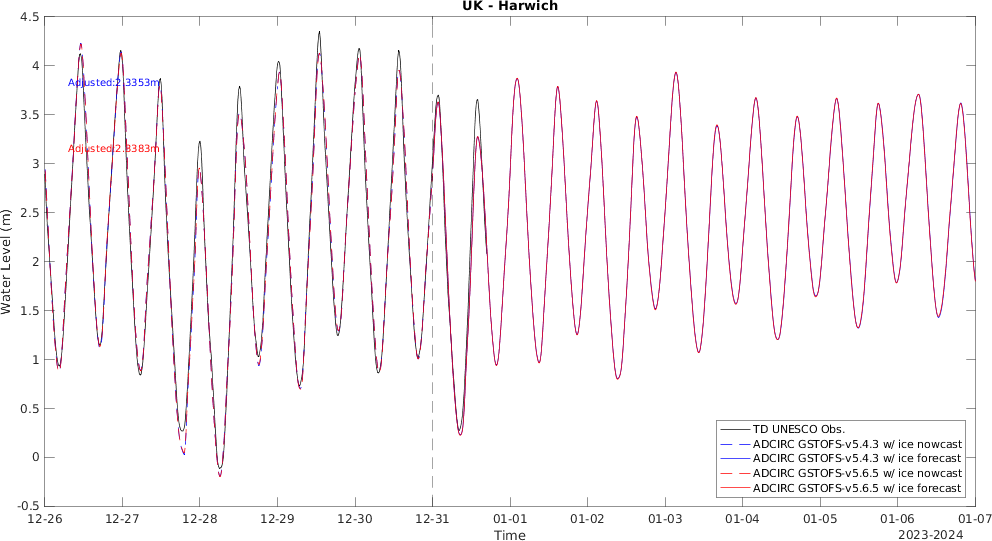 UK - Harwich
4.5
4
3.5
3
2.5
2
1.5
1
0.5
0
-0.5
Water Level (m)
Adjusted:2.3353m
Adjusted:2.3383m
TD UNESCO Obs.
ADCIRC GSTOFS-v5.4.3 w/ ice nowcast
ADCIRC GSTOFS-v5.4.3 w/ ice forecast
ADCIRC GSTOFS-v5.6.5 w/ ice nowcast
ADCIRC GSTOFS-v5.6.5 w/ ice forecast
12-26 12-27 12-28 12-29 12-30 12-31 01-01 01-02 01-03 01-04 01-05 01-06 01-07
Time
2023-2024